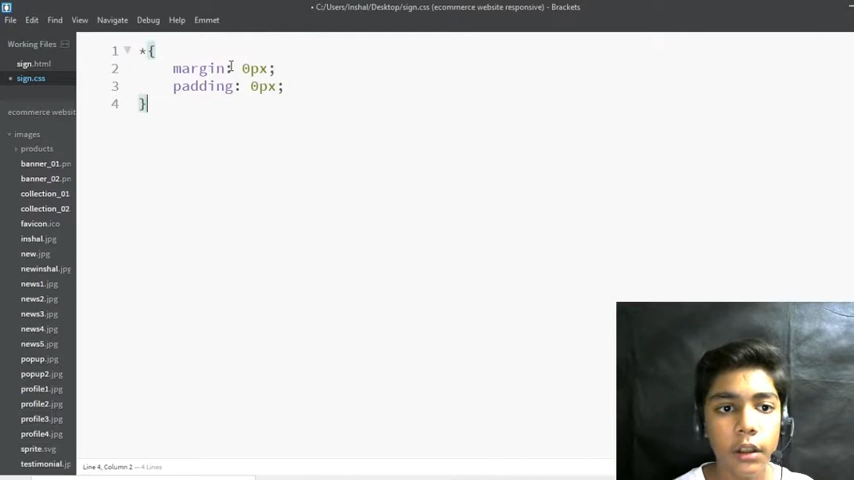 • C:/Users/Inshal/Desktop/sign.css (ecommerce website responsive) - Brackets
File Edit Find View Navigate Debug Help Emmet
Working Files
sign.html
• sign.css
ecommerce websit
images
products
banner_01.pn
banner_02.pn
collection_01
collection_02
favicon.ico
inshal.jpg
new.jpg
newinshal.jpg
news1.jpg
news2.jpg
news3.jpg
news4.jpg
news5.jpg
popup.jpg
popup2.jpg
profile1.jpg
profile2.jpg
profile3.jpg
profile4.jpg
sprite.svg
testimonial.jp
1 *{
2 margin: 0px;
3 padding: 0px;
4 }
Line 4, Column 2 — 4 Lines